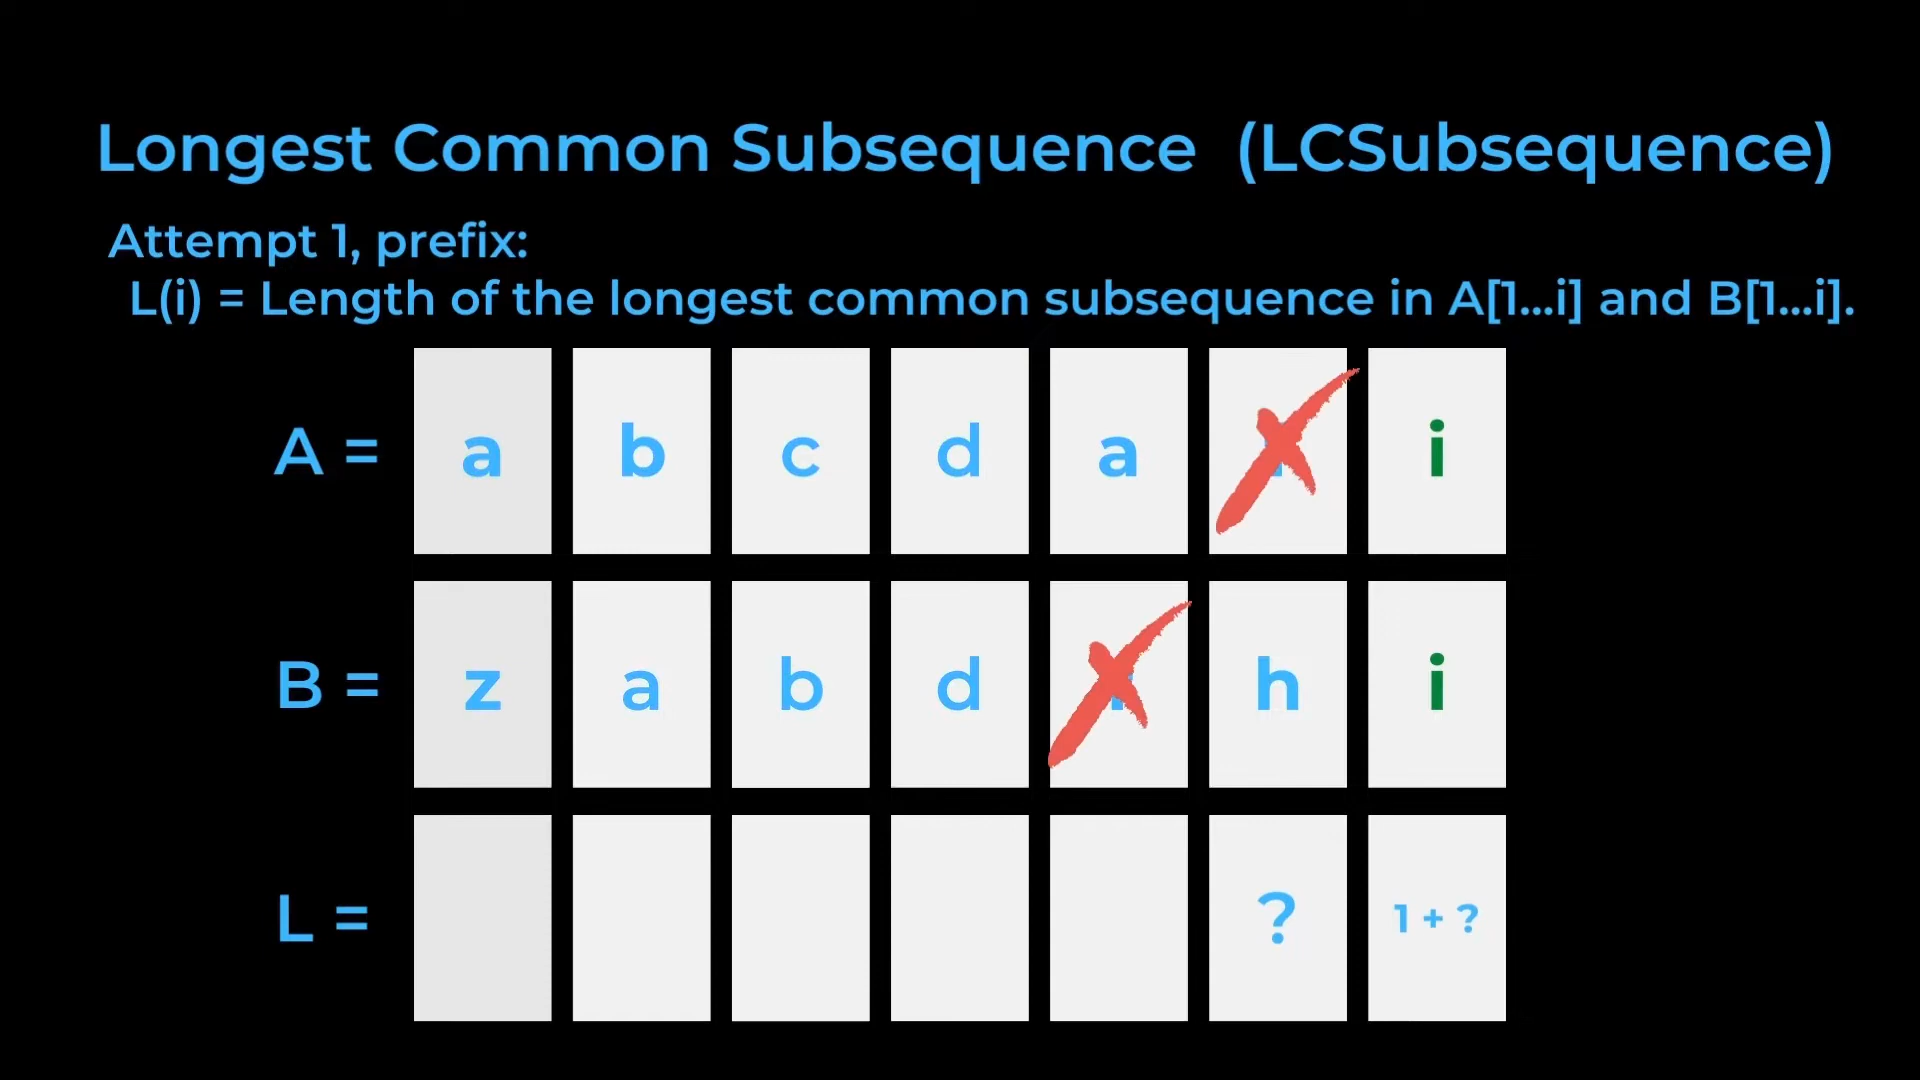 Longest Common Subsequence (LCSubsequence)
Attempt 1, prefix:
L(i) = Length of the longest common subsequence in A[1...i] and B[1...i].
A = a b c d a i
B = z a b d h i
L = ? 1 + ?